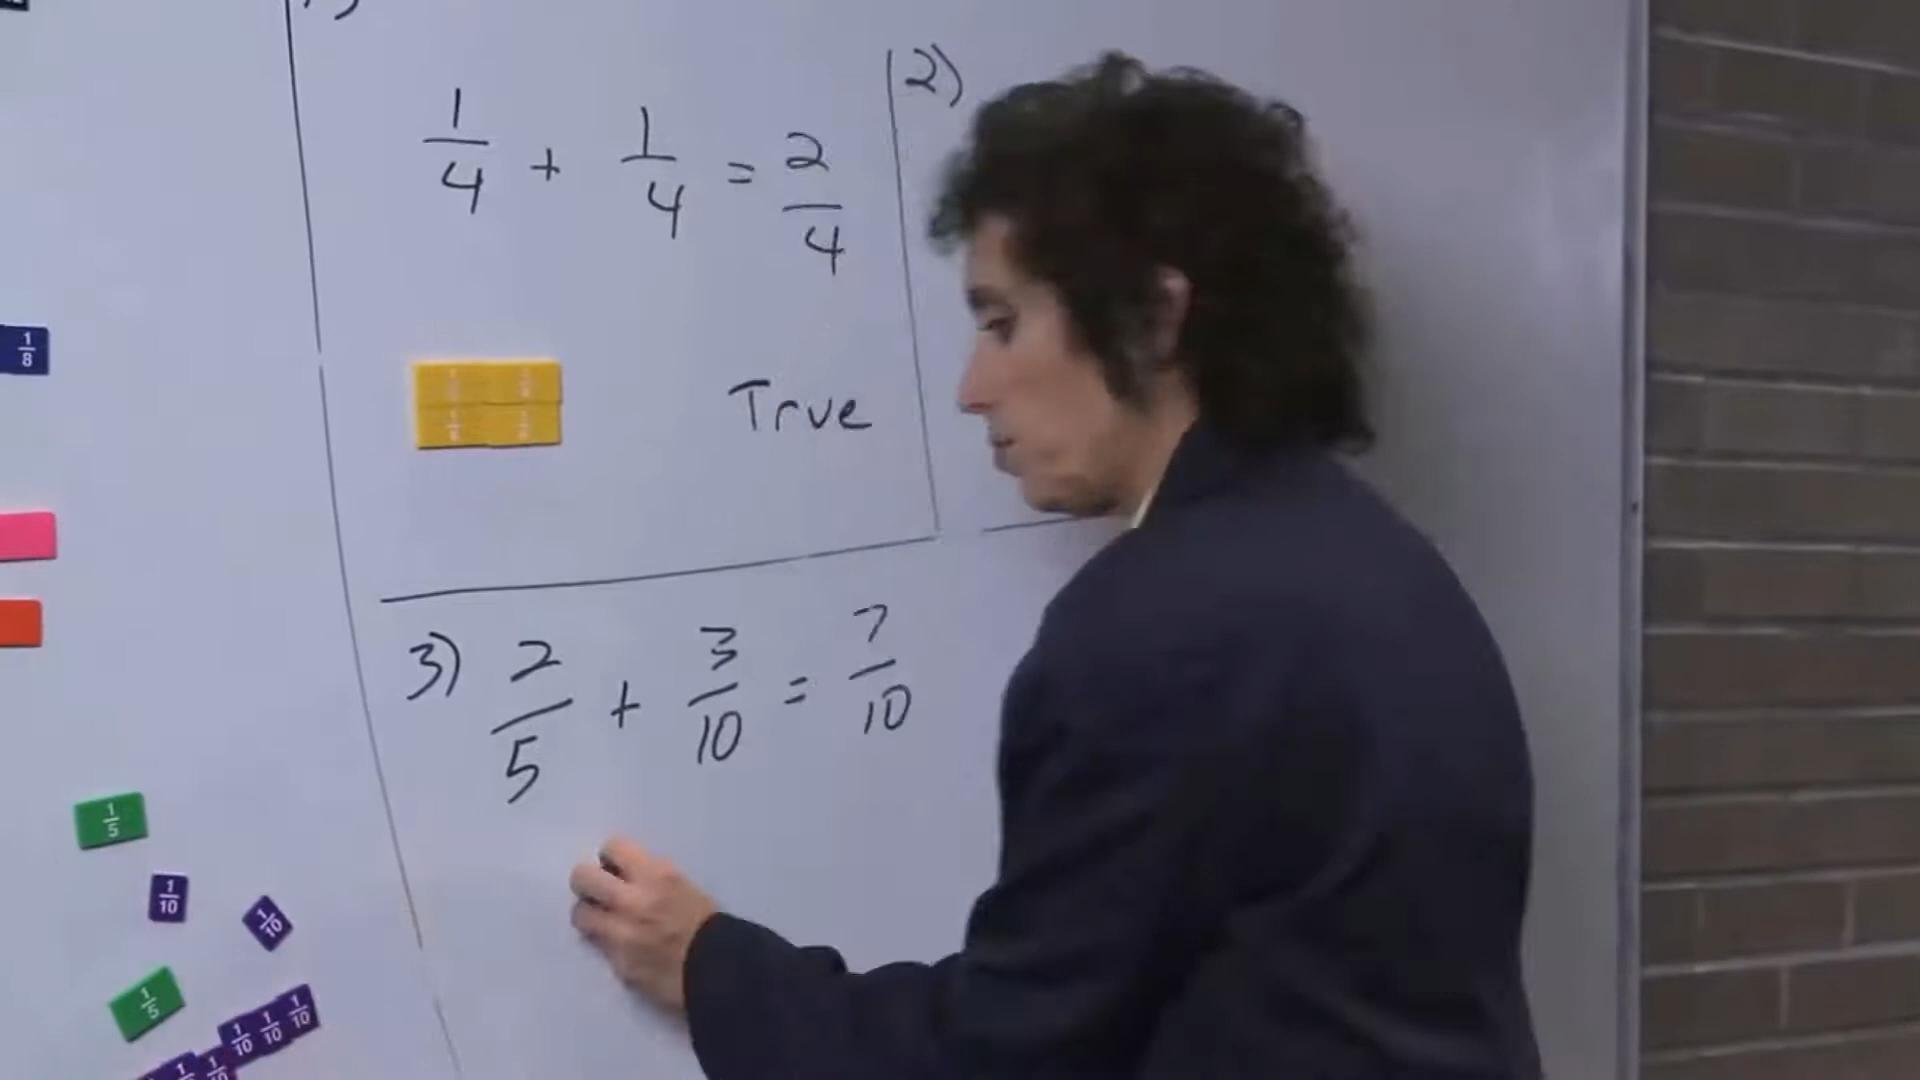 1/4 + 1/4 = 2/4
2)
True
3) 2/5 + 3/10 = 7/10
1/8
1/5
1/10
1/10
1/5
1/10 1/10 1/10